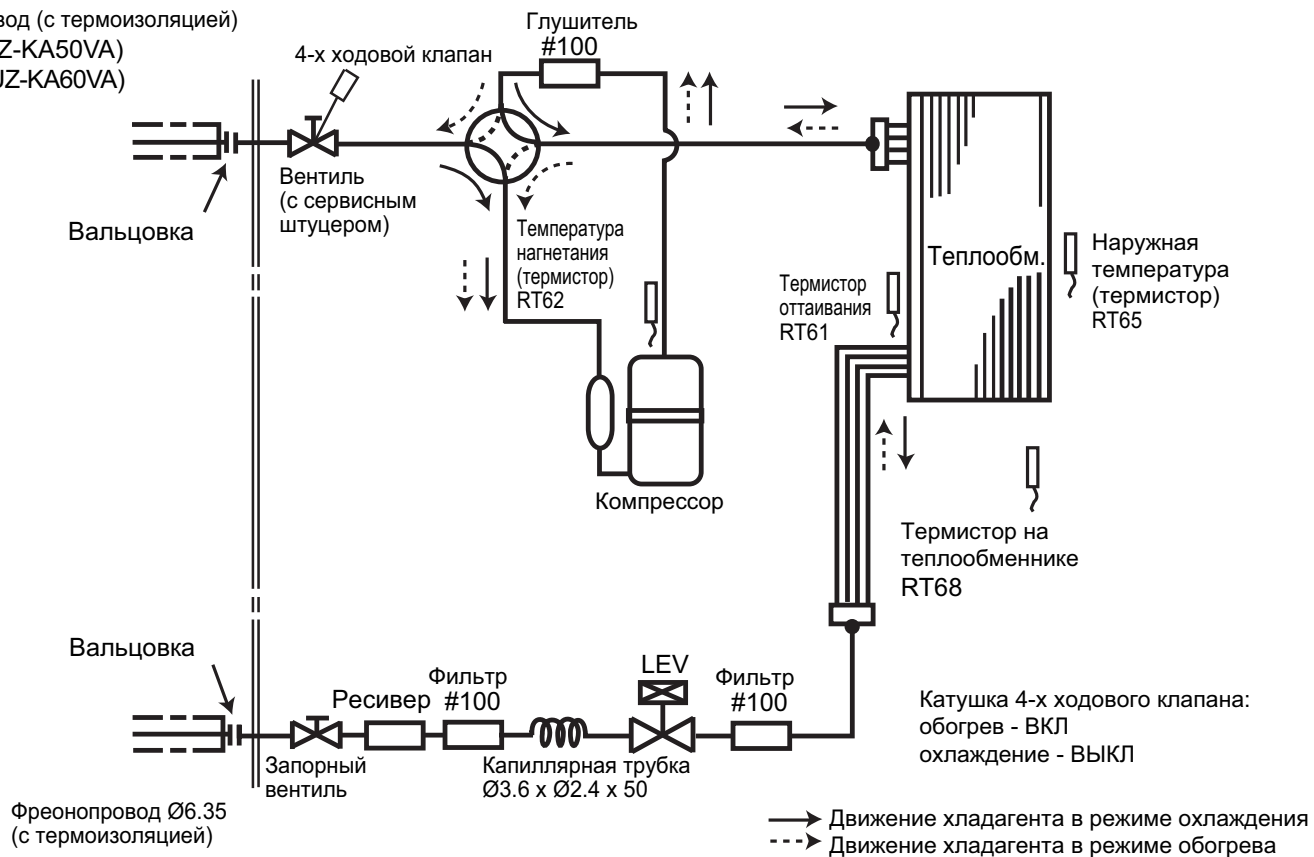 вод (с термоизоляцией)
Z-KA50VA)
UZ-KA60VA)
4-х ходовой клапан
Глушитель
#100
Вентиль
(с сервисным
штуцером)
Вальцовка
Температура
нагнетания
(термистор)
RT62
Термистор
оттаивания
RT61
Теплообм.
Наружная
температура
(термистор)
RT65
Компрессор
Термистор на
теплообменнике
RT68
Вальцовка
Ресивер
Фильтр
#100
LEV
Фильтр
#100
Запорный
вентиль
Капиллярная трубка
Ø3.6 x Ø2.4 x 50
Катушка 4-х ходового клапана:
обогрев - ВКЛ
охлаждение - ВЫКЛ
Фреонопровод Ø6.35
(с термоизоляцией)
Движение хладагента в режиме охлаждения
Движение хладагента в режиме обогрева